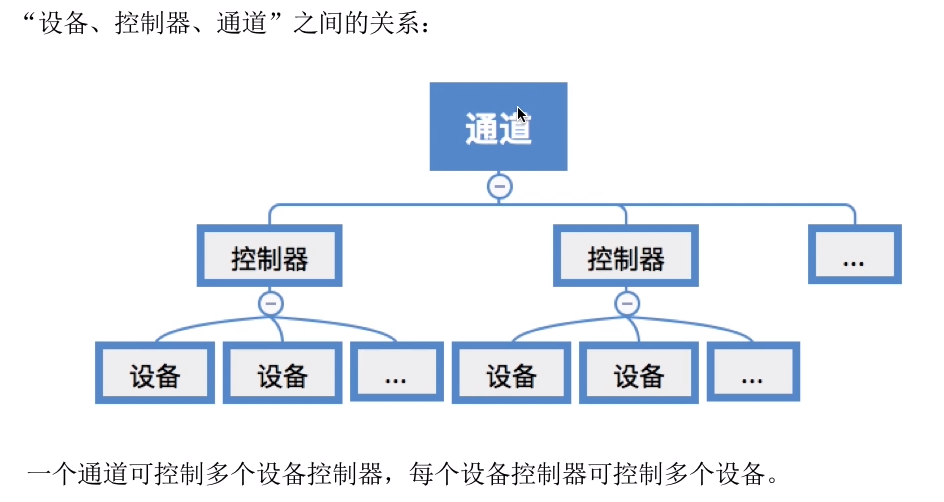 “设备、控制器、通道”之间的关系：
通道
控制器 控制器 ...
设备 设备 ... 设备 设备 ...
一个通道可控制多个设备控制器，每个设备控制器可控制多个设备。